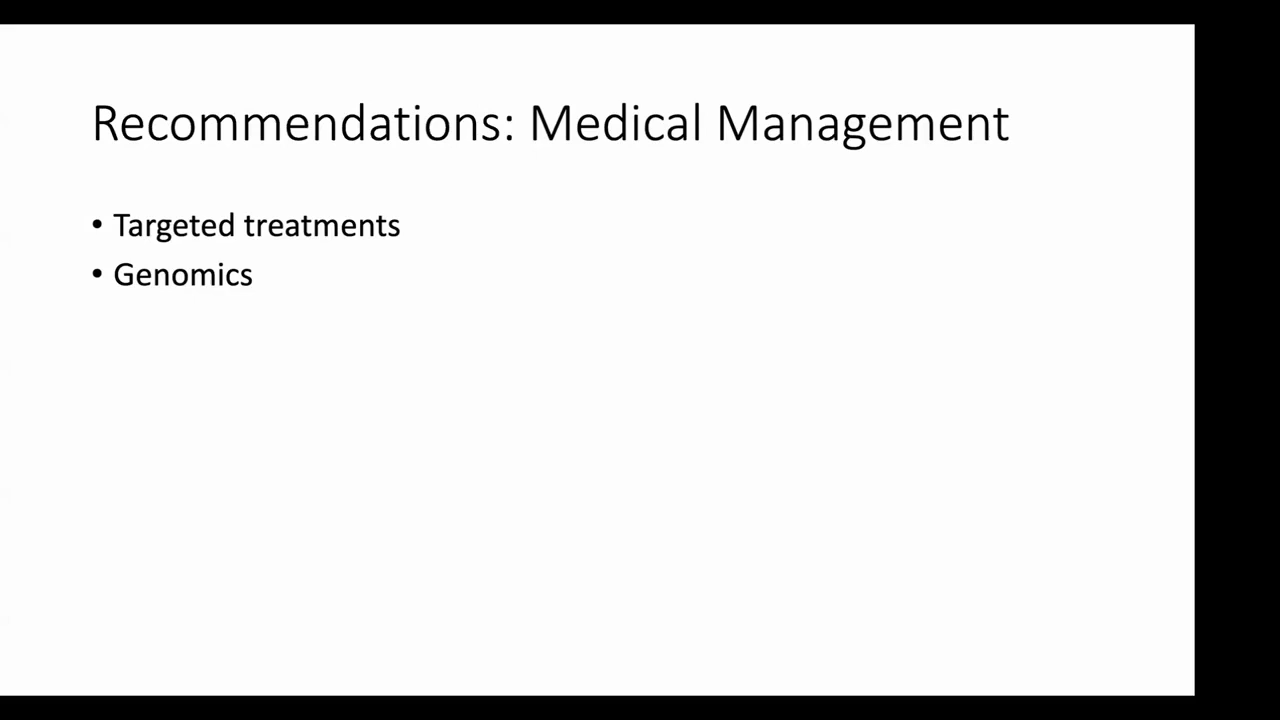 Recommendations: Medical Management
• Targeted treatments
• Genomics